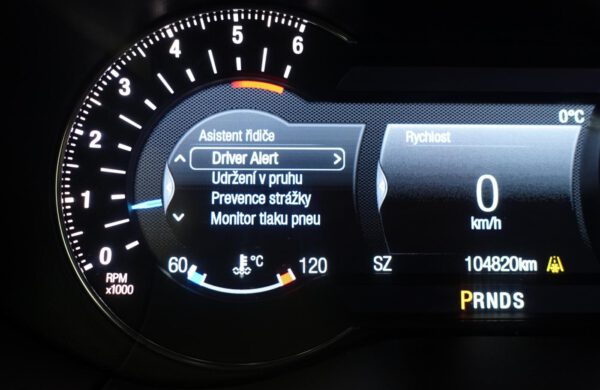 6
5
4
3
2
1
0
RPM
x1000
Asistent řidiče
Driver Alert
Udržení v pruhu
Prevence strážky
Monitor tlaku pneu
60 °C 120
0°C
Rychlost
0
km/h
SZ 104820km
PRNDS